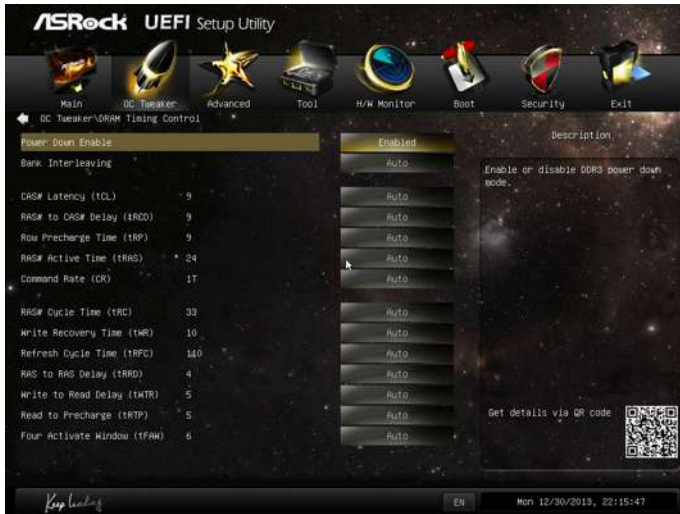 ASRock UEFI Setup Utility
Main OC Tweaker Advanced Tool H/W Monitor Boot Security Exit
OC Tweaker\DRAM Timing Control
Power Down Enable Enabled
Bank Interleaving Auto
CAS# Latency (tCL) 9 Auto
RAS# to CAS# Delay (tRCD) 9 Auto
Row Precharge Time (tRP) 9 Auto
RAS# Active Time (tRAS) 24 Auto
Command Rate (CR) 1T Auto
RAS# Cycle Time (tRC) 33 Auto
Write Recovery Time (tWR) 10 Auto
Refresh Cycle Time (tRFC) 140 Auto
RAS to RAS Delay (tRRD) 4 Auto
Write to Read Delay (tWTR) 5 Auto
Read to Precharge (tRTP) 5 Auto
Four Activate Window (tFAW) 6 Auto
Description
Enable or disable DDR3 power down
mode.
Get details via QR code
Keep Leading
EN
Mon 12/30/2013, 22:15:47